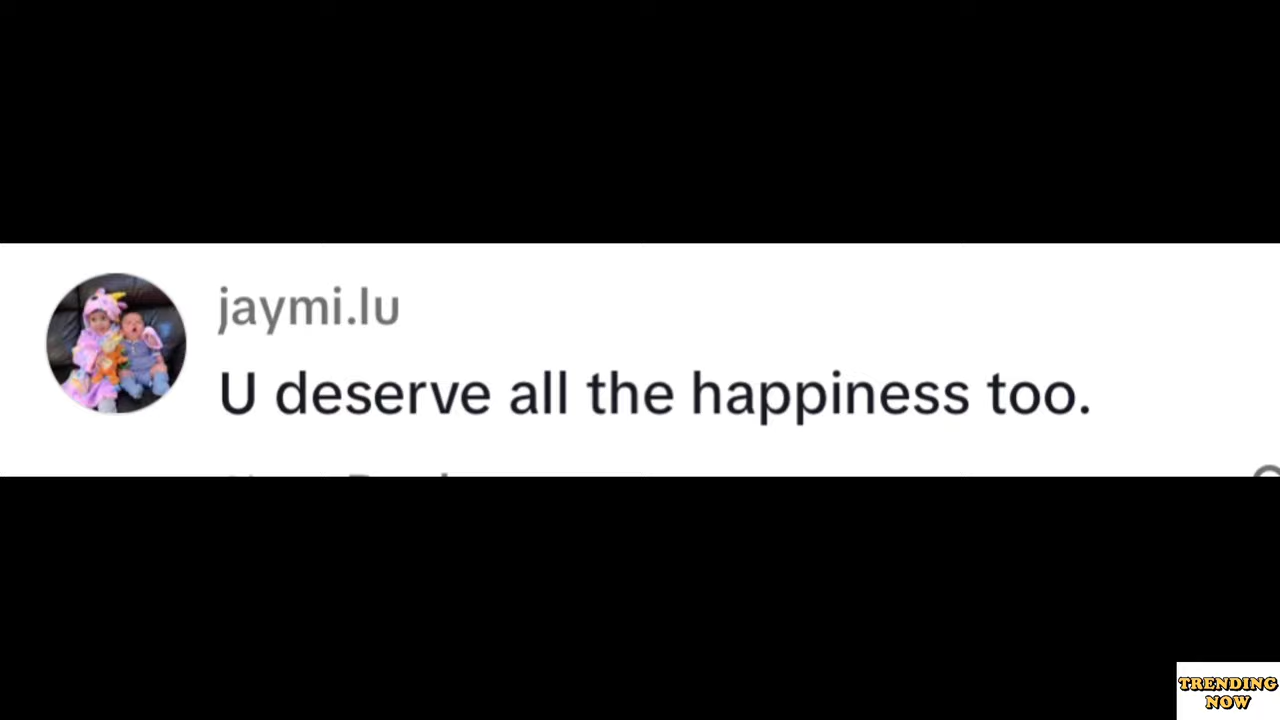 jaymi.lu
U deserve all the happiness too.
TRENDING
NOW